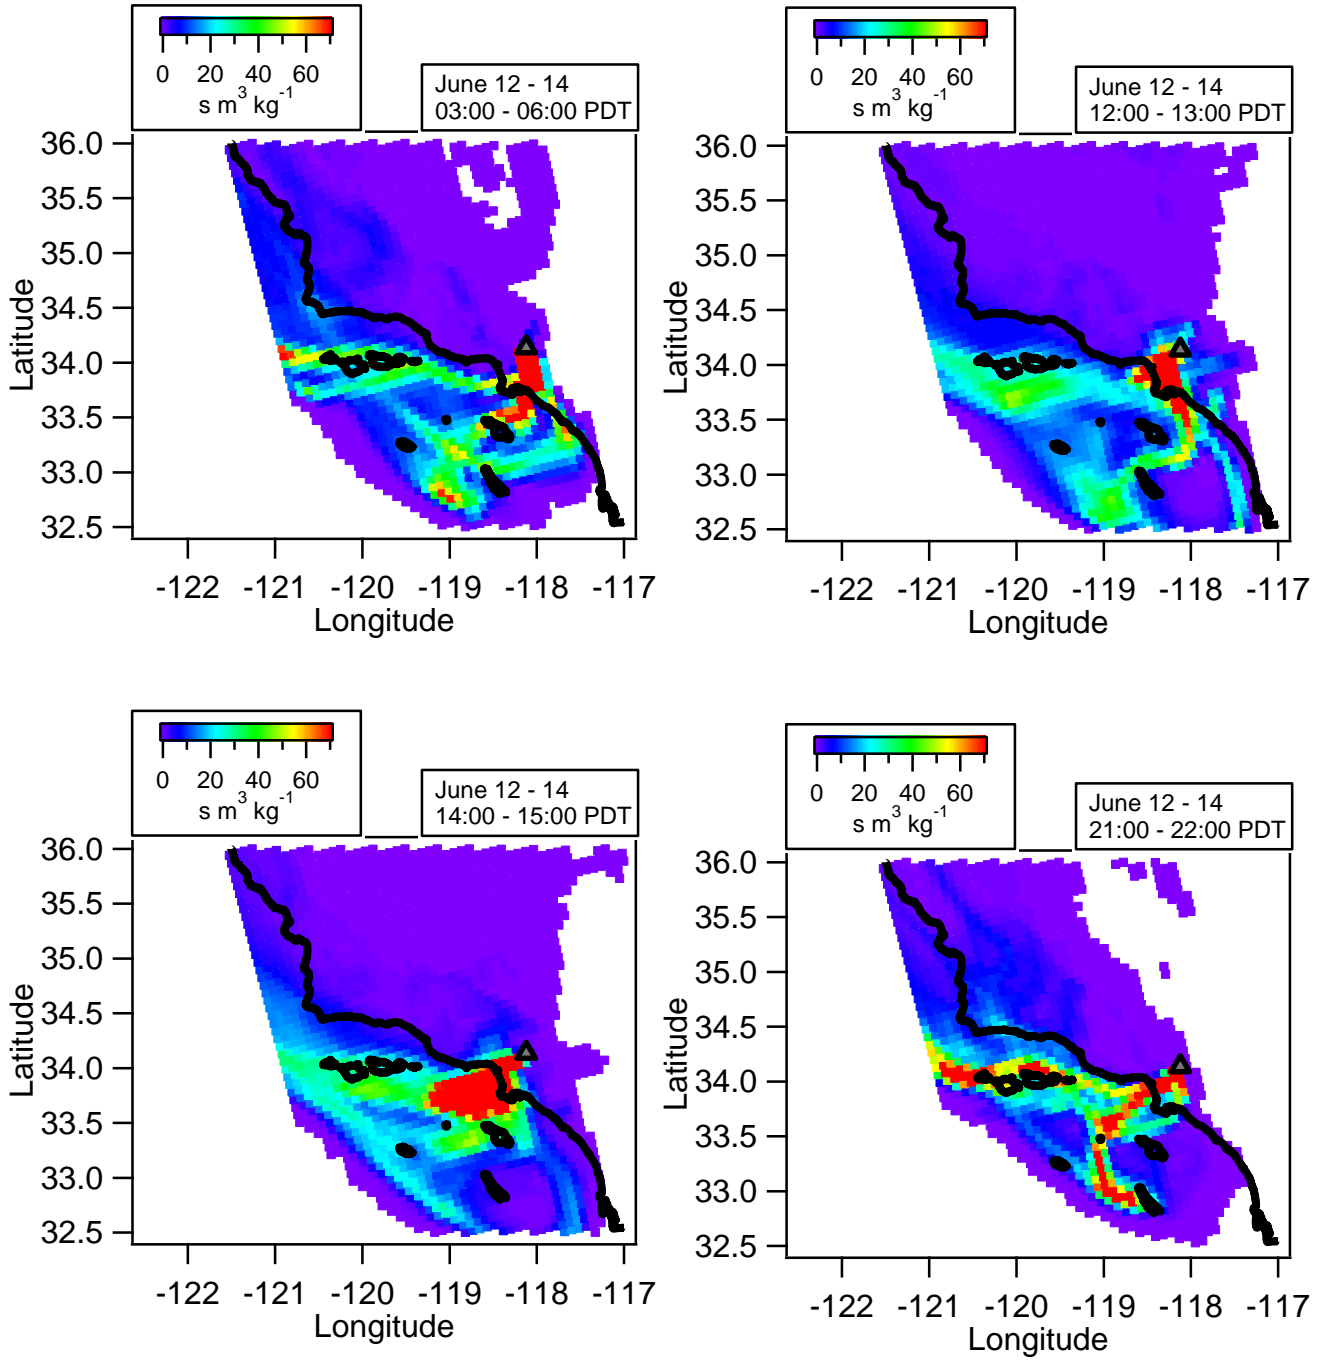 0 20 40 60
s m³ kg⁻¹
June 12 - 14
03:00 - 06:00 PDT
36.0
35.5
35.0
34.5
34.0
33.5
33.0
32.5
Latitude
-122 -121 -120 -119 -118 -117
Longitude
0 20 40 60
s m³ kg⁻¹
June 12 - 14
12:00 - 13:00 PDT
36.0
35.5
35.0
34.5
34.0
33.5
33.0
32.5
Latitude
-122 -121 -120 -119 -118 -117
Longitude
0 20 40 60
s m³ kg⁻¹
June 12 - 14
14:00 - 15:00 PDT
36.0
35.5
35.0
34.5
34.0
33.5
33.0
32.5
Latitude
-122 -121 -120 -119 -118 -117
Longitude
0 20 40 60
s m³ kg⁻¹
June 12 - 14
21:00 - 22:00 PDT
36.0
35.5
35.0
34.5
34.0
33.5
33.0
32.5
Latitude
-122 -121 -120 -119 -118 -117
Longitude